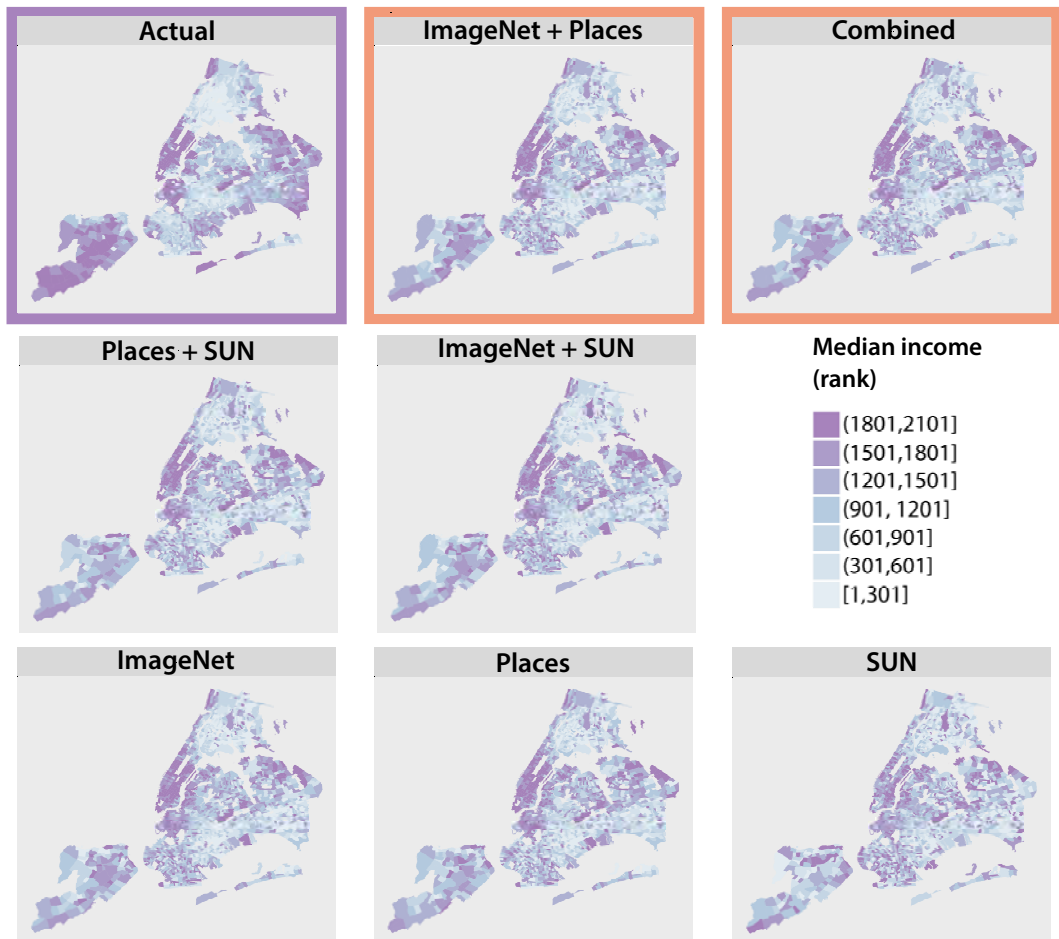 Actual
ImageNet + Places
Combined
Places + SUN
ImageNet + SUN
Median income
(rank)
(1801,2101]
(1501,1801]
(1201,1501]
(901, 1201]
(601,901]
(301,601]
[1,301]
ImageNet
Places
SUN